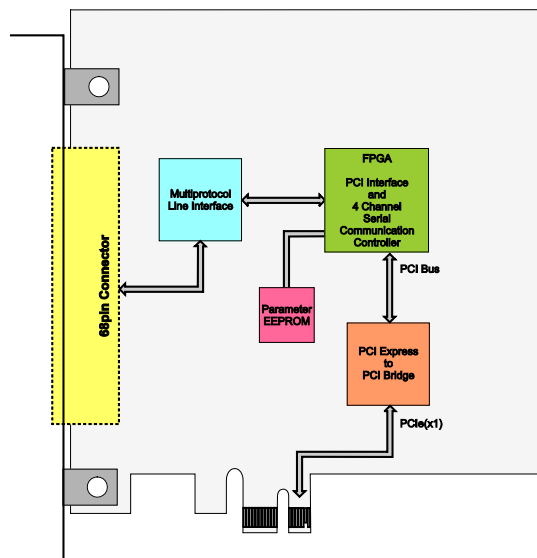 FPGA
PCI Interface
and
4 Channel
Serial
Communication
Controller
Multiprotocol
Line Interface
68pin Connector
PCI Bus
Parameter
EEPROM
PCI Express
to
PCI Bridge
PCIe(x1)